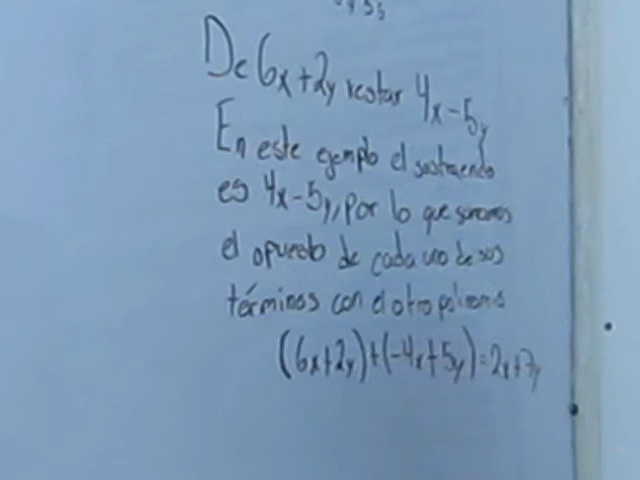 De 6x+2y restar 4x-5y
En este ejemplo el sustraendo
es 4x-5y, por lo que sumamos
el opuesto de cada uno de sus
términos con el otro polinomio
(6x+2y)+(-4x+5y)=2x+7y